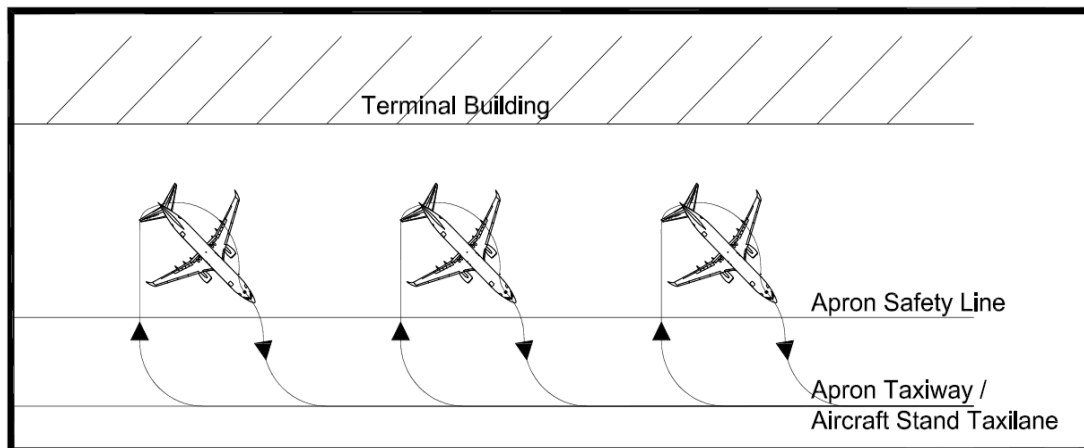 Terminal Building
Apron Safety Line
Apron Taxiway /
Aircraft Stand Taxilane